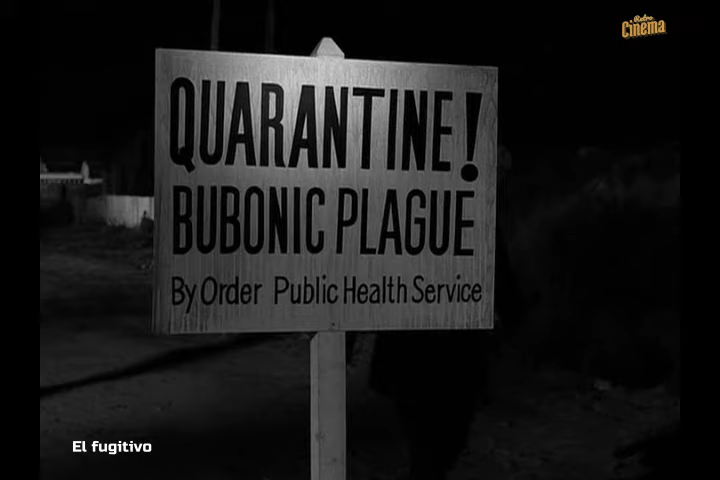 Retro
Cinema
QUARANTINE!
BUBONIC PLAGUE
By Order Public Health Service
El fugitivo